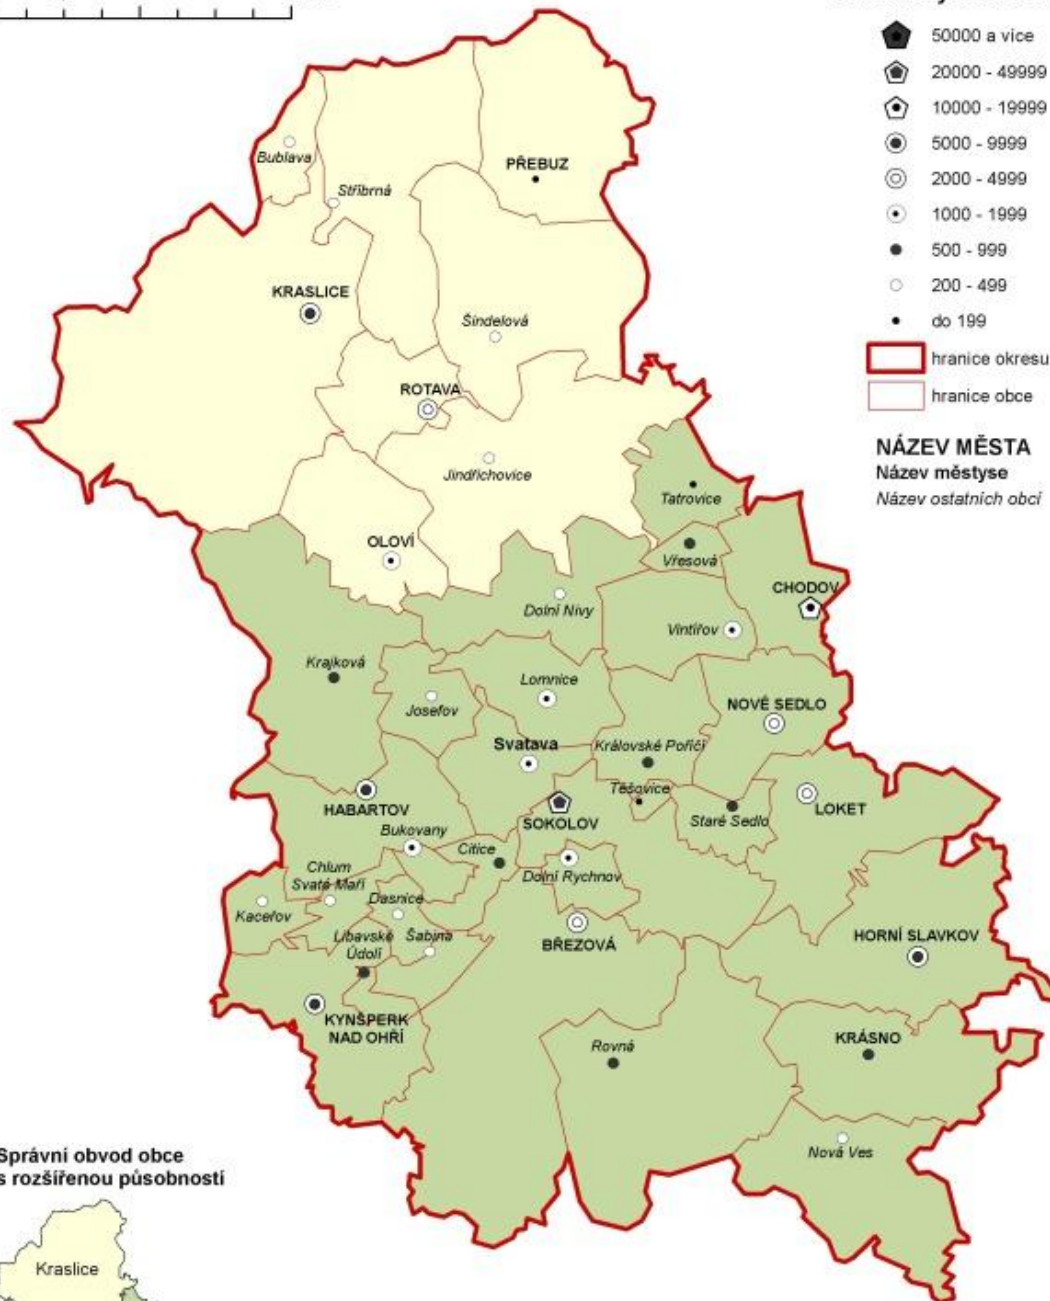 50000 a více
20000 - 49999
10000 - 19999
5000 - 9999
2000 - 4999
1000 - 1999
500 - 999
200 - 499
do 199
hranice okresu
hranice obce
NÁZEV MĚSTA
Název městyse
Název ostatních obcí
Bublava
PŘEBUZ
Stříbrná
KRASLICE
Šindelová
ROTAVA
Jindřichovice
Tatrovice
OLOVÍ
Vřesová
CHODOV
Dolní Nivy
Vintířov
Krajková
Lomnice
Josefov
NOVÉ SEDLO
Svatava
Královské Poříčí
Těšovice
HABARTOV
LOKET
SOKOLOV
Staré Sedlo
Bukovany
Citice
Chlum
Svaté Maří
Dolní Rychnov
Dasnice
Kaceřov
Libavské
Údolí
Šabina
BŘEZOVÁ
HORNÍ SLAVKOV
KYNŠPERK
NAD OHŘÍ
KRÁSNO
Rovná
Nová Ves
Správní obvod obce
s rozšířenou působností
Kraslice